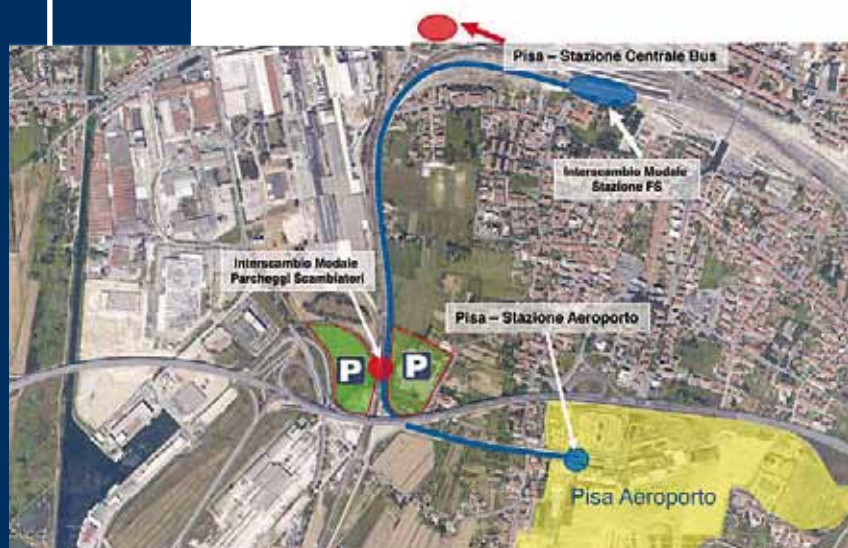 Pisa – Stazione Centrale Bus
Interscambio Modale
Stazione FS
Interscambio Modale
Parcheggi Scambiatori
Pisa – Stazione Aeroporto
P
P
Pisa Aeroporto